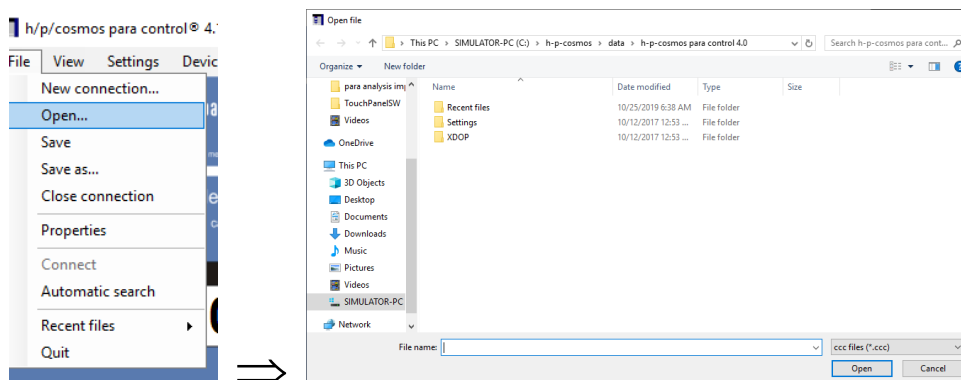 h/p/cosmos para control® 4.
File View Settings Devic
New connection...
Open...
Save
Save as...
Close connection
Properties
Connect
Automatic search
Recent files
Quit
⇒
Open file
This PC > SIMULATOR-PC (C:) > h-p-cosmos > data > h-p-cosmos para control 4.0
Search h-p-cosmos para cont...
Organize New folder
para analysis imp
TouchPanelSW
Videos
OneDrive
This PC
3D Objects
Desktop
Documents
Downloads
Music
Pictures
Videos
SIMULATOR-PC
Network
Name Date modified Type Size
Recent files 10/25/2019 6:38 AM File folder
Settings 10/12/2017 12:53 ... File folder
XDOP 10/12/2017 12:53 ... File folder
File name:
ccc files (*.ccc)
Open Cancel